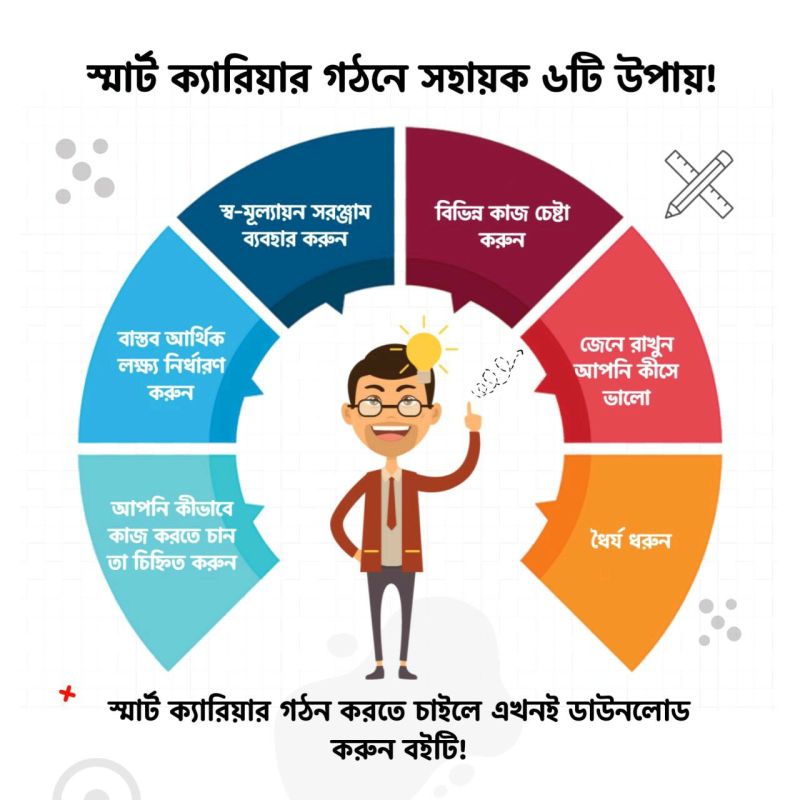 স্মার্ট ক্যারিয়ার গঠনে সহায়ক ৬টি উপায়!
স্ব-মূল্যায়ন সরঞ্জাম
ব্যবহার করুন
বিভিন্ন কাজ চেষ্টা
করুন
বাস্তব আর্থিক
লক্ষ্য নির্ধারণ
করুন
জেনে রাখুন
আপনি কীসে
ভালো
আপনি কীভাবে
কাজ করতে চান
তা চিহ্নিত করুন
ধৈর্য ধরুন
স্মার্ট ক্যারিয়ার গঠন করতে চাইলে এখনই ডাউনলোড
করুন বইটি!